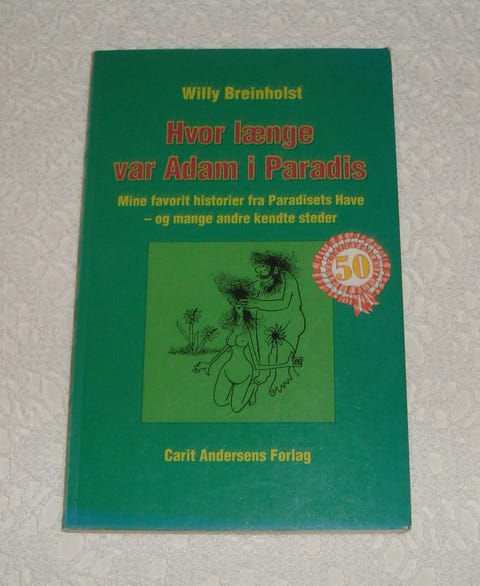 Willy Breinholst
Hvor længe
var Adam i Paradis
Mine favorit historier fra Paradisets Have
– og mange andre kendte steder
50
Carit Andersens Forlag